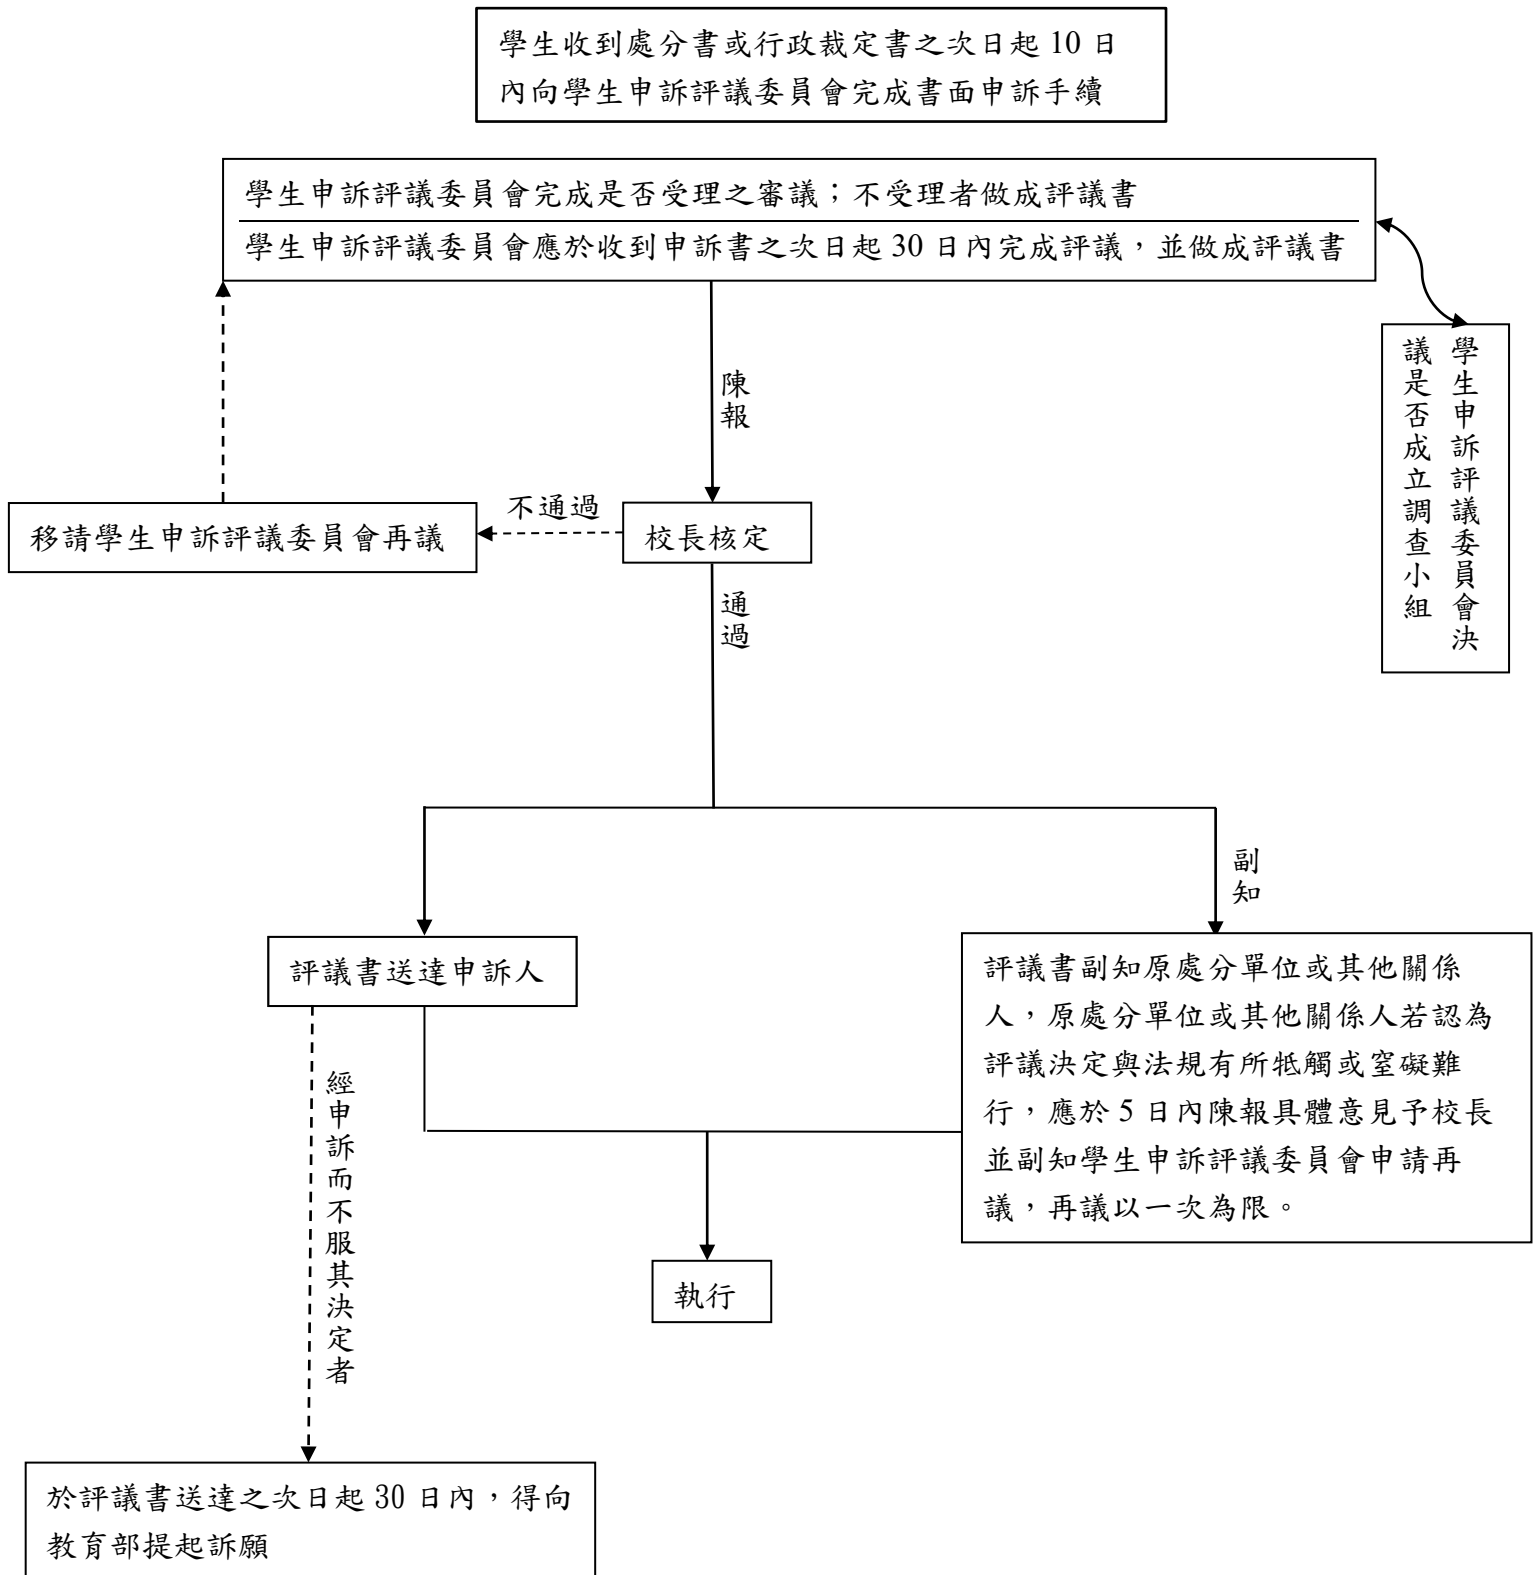 學生收到處分書或行政裁定書之次日起 10 日
內向學生申訴評議委員會完成書面申訴手續
學生申訴評議委員會完成是否受理之審議；不受理者做成評議書
學生申訴評議委員會應於收到申訴書之次日起 30 日內完成評議，並做成評議書
學生申訴評議委員會決
議是否成立調查小組
陳報
不通過
移請學生申訴評議委員會再議
校長核定
通過
副知
評議書送達申訴人
評議書副知原處分單位或其他關係
人，原處分單位或其他關係人若認為
評議決定與法規有所牴觸或窒礙難
行，應於 5 日內陳報具體意見予校長
並副知學生申訴評議委員會申請再
議，再議以一次為限。
經申訴而不服其決定者
執行
於評議書送達之次日起 30 日內，得向
教育部提起訴願